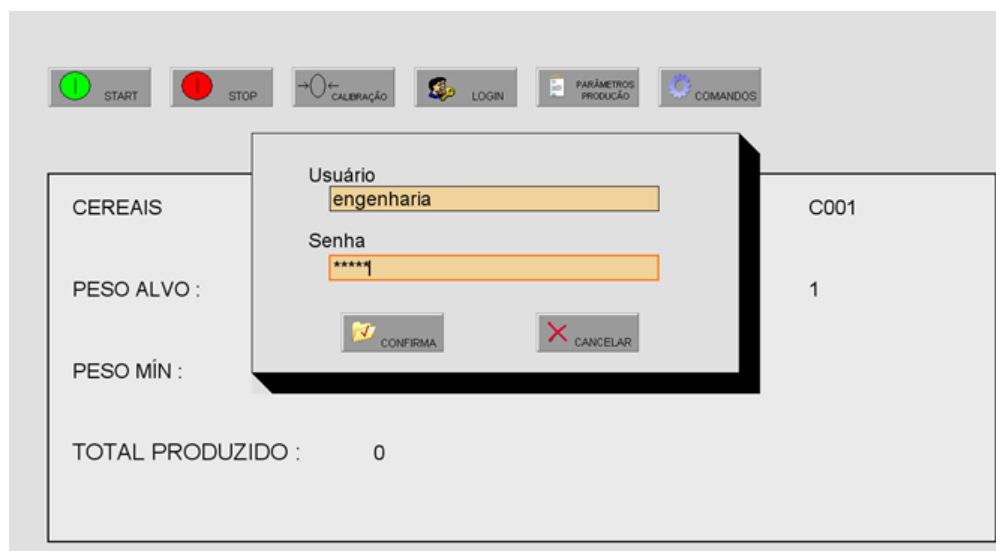 START
STOP
CALIBRAÇÃO
LOGIN
PARÂMETROS
PRODUCÃO
COMANDOS
Usuário
engenharia
Senha
*****
CONFIRMA
CANCELAR
CEREAIS
C001
PESO ALVO :
1
PESO MÍN :
TOTAL PRODUZIDO : 0